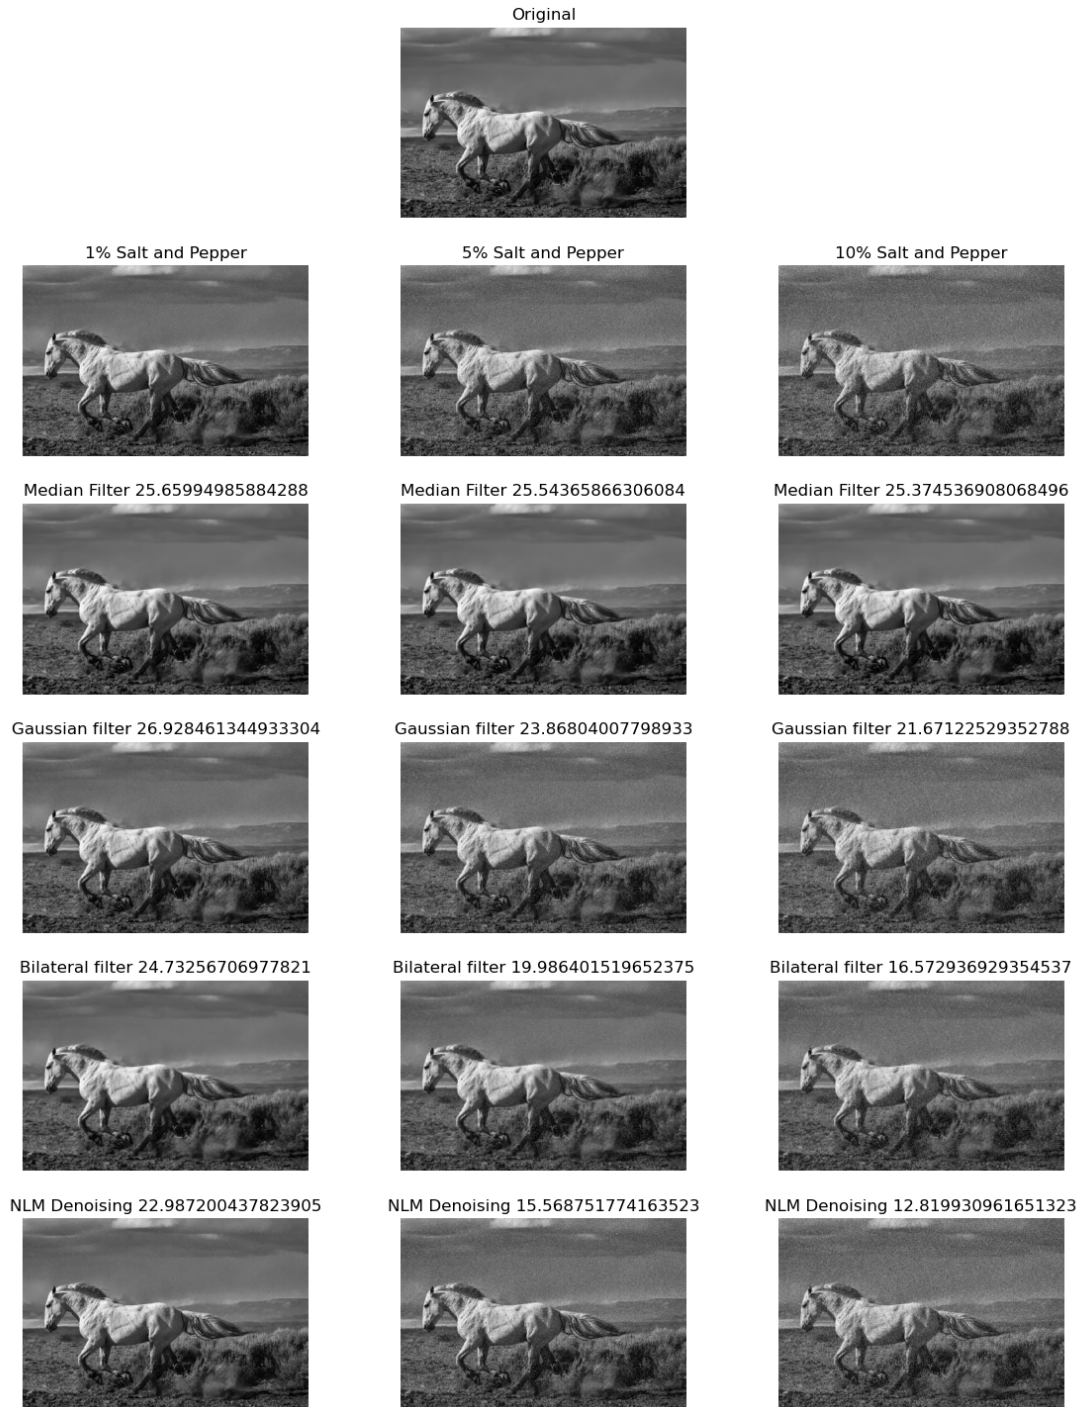 Original
1% Salt and Pepper
5% Salt and Pepper
10% Salt and Pepper
Median Filter 25.65994985884288
Median Filter 25.54365866306084
Median Filter 25.374536908068496
Gaussian filter 26.928461344933304
Gaussian filter 23.86804007798933
Gaussian filter 21.67122529352788
Bilateral filter 24.73256706977821
Bilateral filter 19.986401519652375
Bilateral filter 16.572936929354537
NLM Denoising 22.987200437823905
NLM Denoising 15.568751774163523
NLM Denoising 12.819930961651323